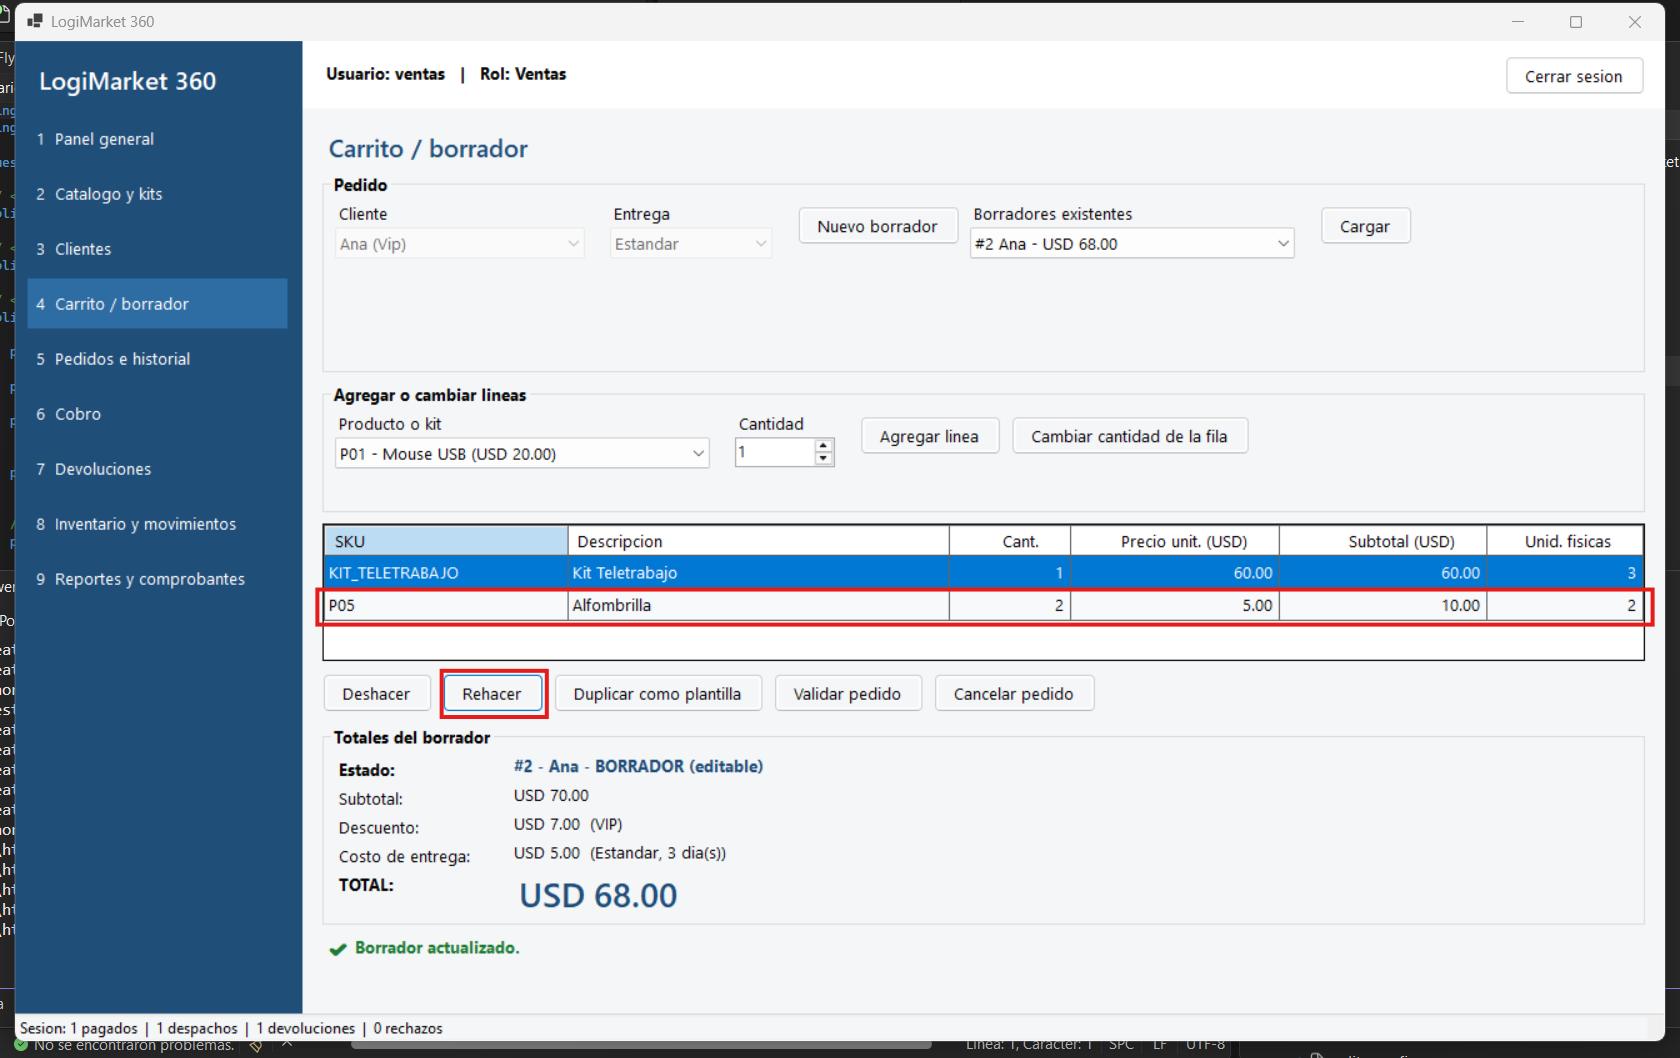 LogiMarket 360
LogiMarket 360
1 Panel general
2 Catalogo y kits
3 Clientes
4 Carrito / borrador
5 Pedidos e historial
6 Cobro
7 Devoluciones
8 Inventario y movimientos
9 Reportes y comprobantes
Usuario: ventas | Rol: Ventas
Cerrar sesion
Carrito / borrador
Pedido
Cliente Entrega Borradores existentes
Ana (Vip) Estandar Nuevo borrador #2 Ana - USD 68.00 Cargar
Agregar o cambiar lineas
Producto o kit Cantidad
P01 - Mouse USB (USD 20.00) 1 Agregar linea Cambiar cantidad de la fila
SKU Descripcion Cant. Precio unit. (USD) Subtotal (USD) Unid. fisicas
KIT_TELETRABAJO Kit Teletrabajo 1 60.00 60.00 3
P05 Alfombrilla 2 5.00 10.00 2
Deshacer Rehacer Duplicar como plantilla Validar pedido Cancelar pedido
Totales del borrador
Estado: #2 - Ana - BORRADOR (editable)
Subtotal: USD 70.00
Descuento: USD 7.00 (VIP)
Costo de entrega: USD 5.00 (Estandar, 3 dia(s))
TOTAL: USD 68.00
Borrador actualizado.
Sesion: 1 pagados | 1 despachos | 1 devoluciones | 0 rechazos
No se encontraron problemas. Línea: 1, Carácter: 1 SPC LF UTF-8